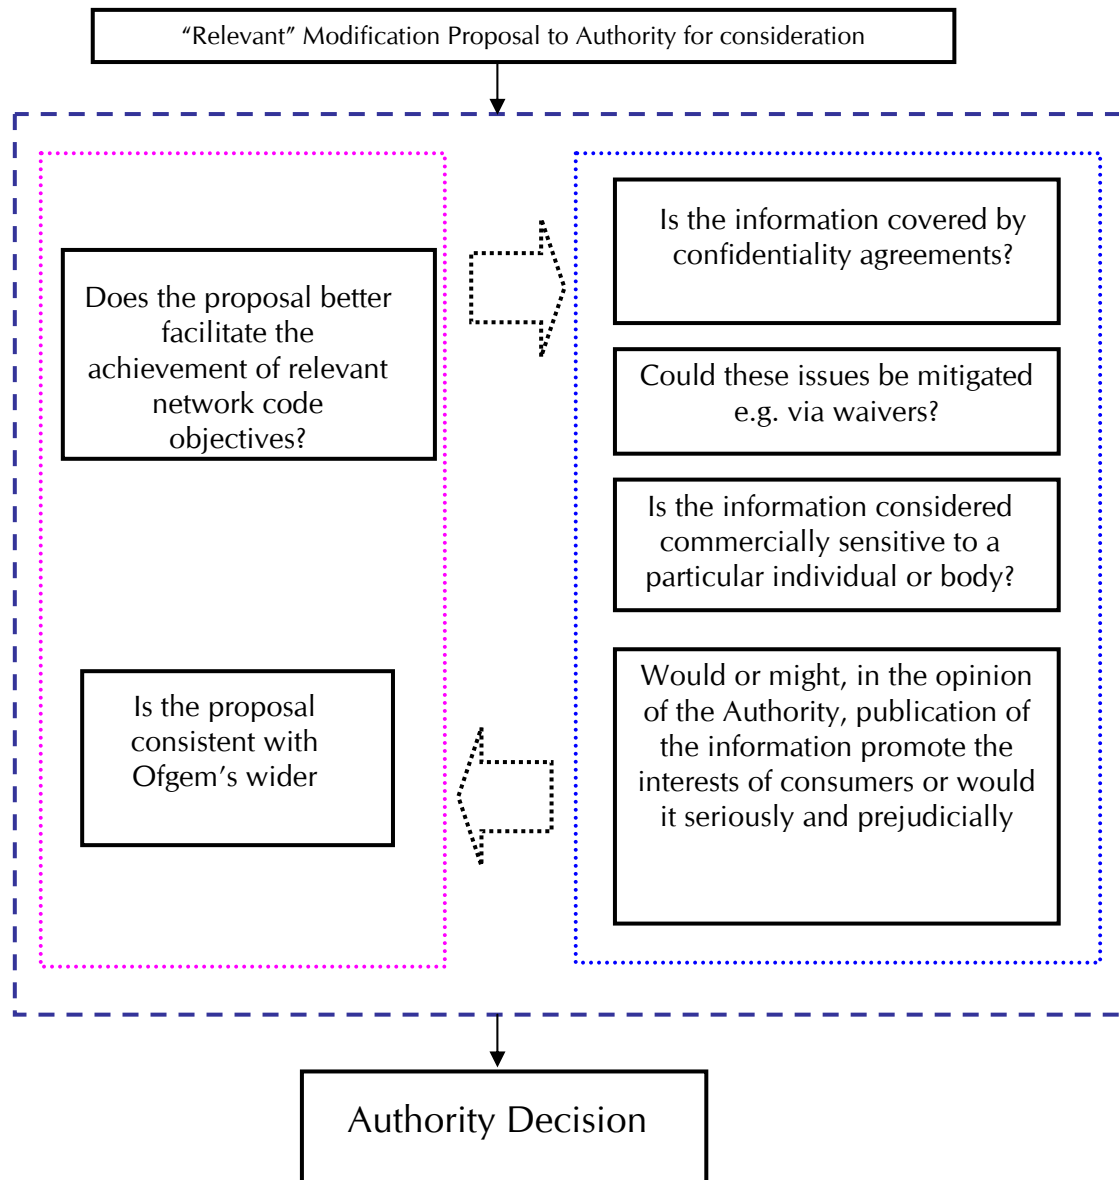 “Relevant” Modification Proposal to Authority for consideration
Does the proposal better
facilitate the
achievement of relevant
network code
objectives?
Is the proposal
consistent with
Ofgem’s wider
Is the information covered by
confidentiality agreements?
Could these issues be mitigated
e.g. via waivers?
Is the information considered
commercially sensitive to a
particular individual or body?
Would or might, in the opinion
of the Authority, publication of
the information promote the
interests of consumers or would
it seriously and prejudicially
Authority Decision